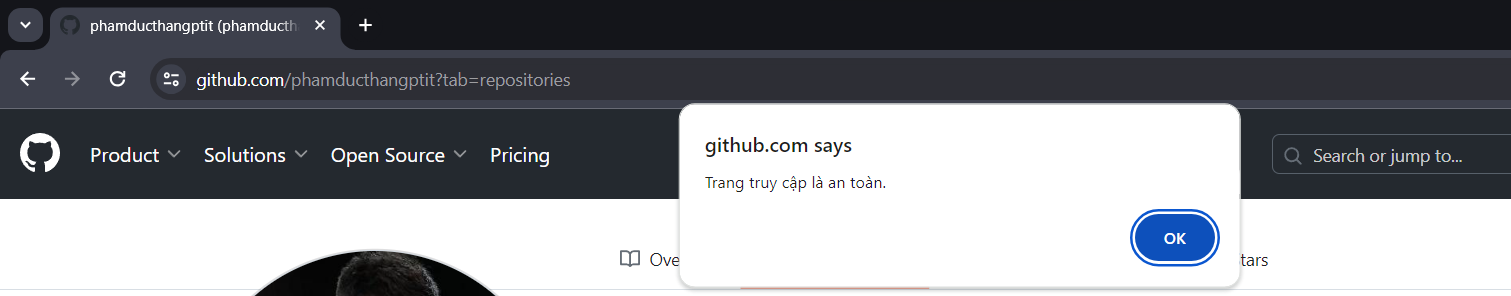 phamducthangptit (phamducth
github.com/phamducthangptit?tab=repositories
Product Solutions Open Source Pricing
Search or jump to...
github.com says
Trang truy cập là an toàn.
OK
Ove
tars